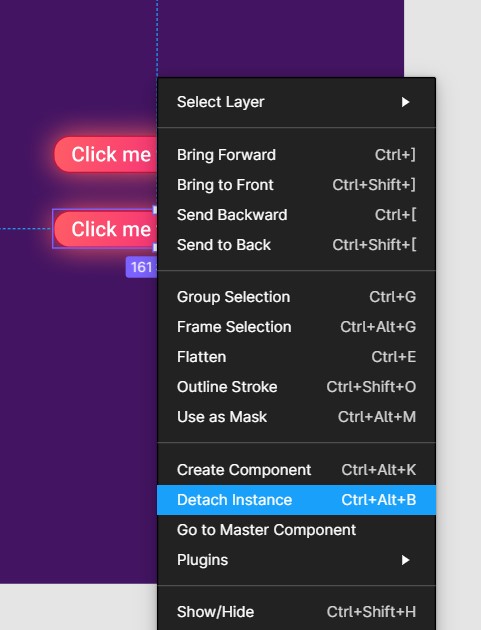 Select Layer
Bring Forward Ctrl+]
Click me
Bring to Front Ctrl+Shift+]
Send Backward Ctrl+[
Click me
Send to Back Ctrl+Shift+[
161
Group Selection Ctrl+G
Frame Selection Ctrl+Alt+G
Flatten Ctrl+E
Outline Stroke Ctrl+Shift+O
Use as Mask Ctrl+Alt+M
Create Component Ctrl+Alt+K
Detach Instance Ctrl+Alt+B
Go to Master Component
Plugins
Show/Hide Ctrl+Shift+H